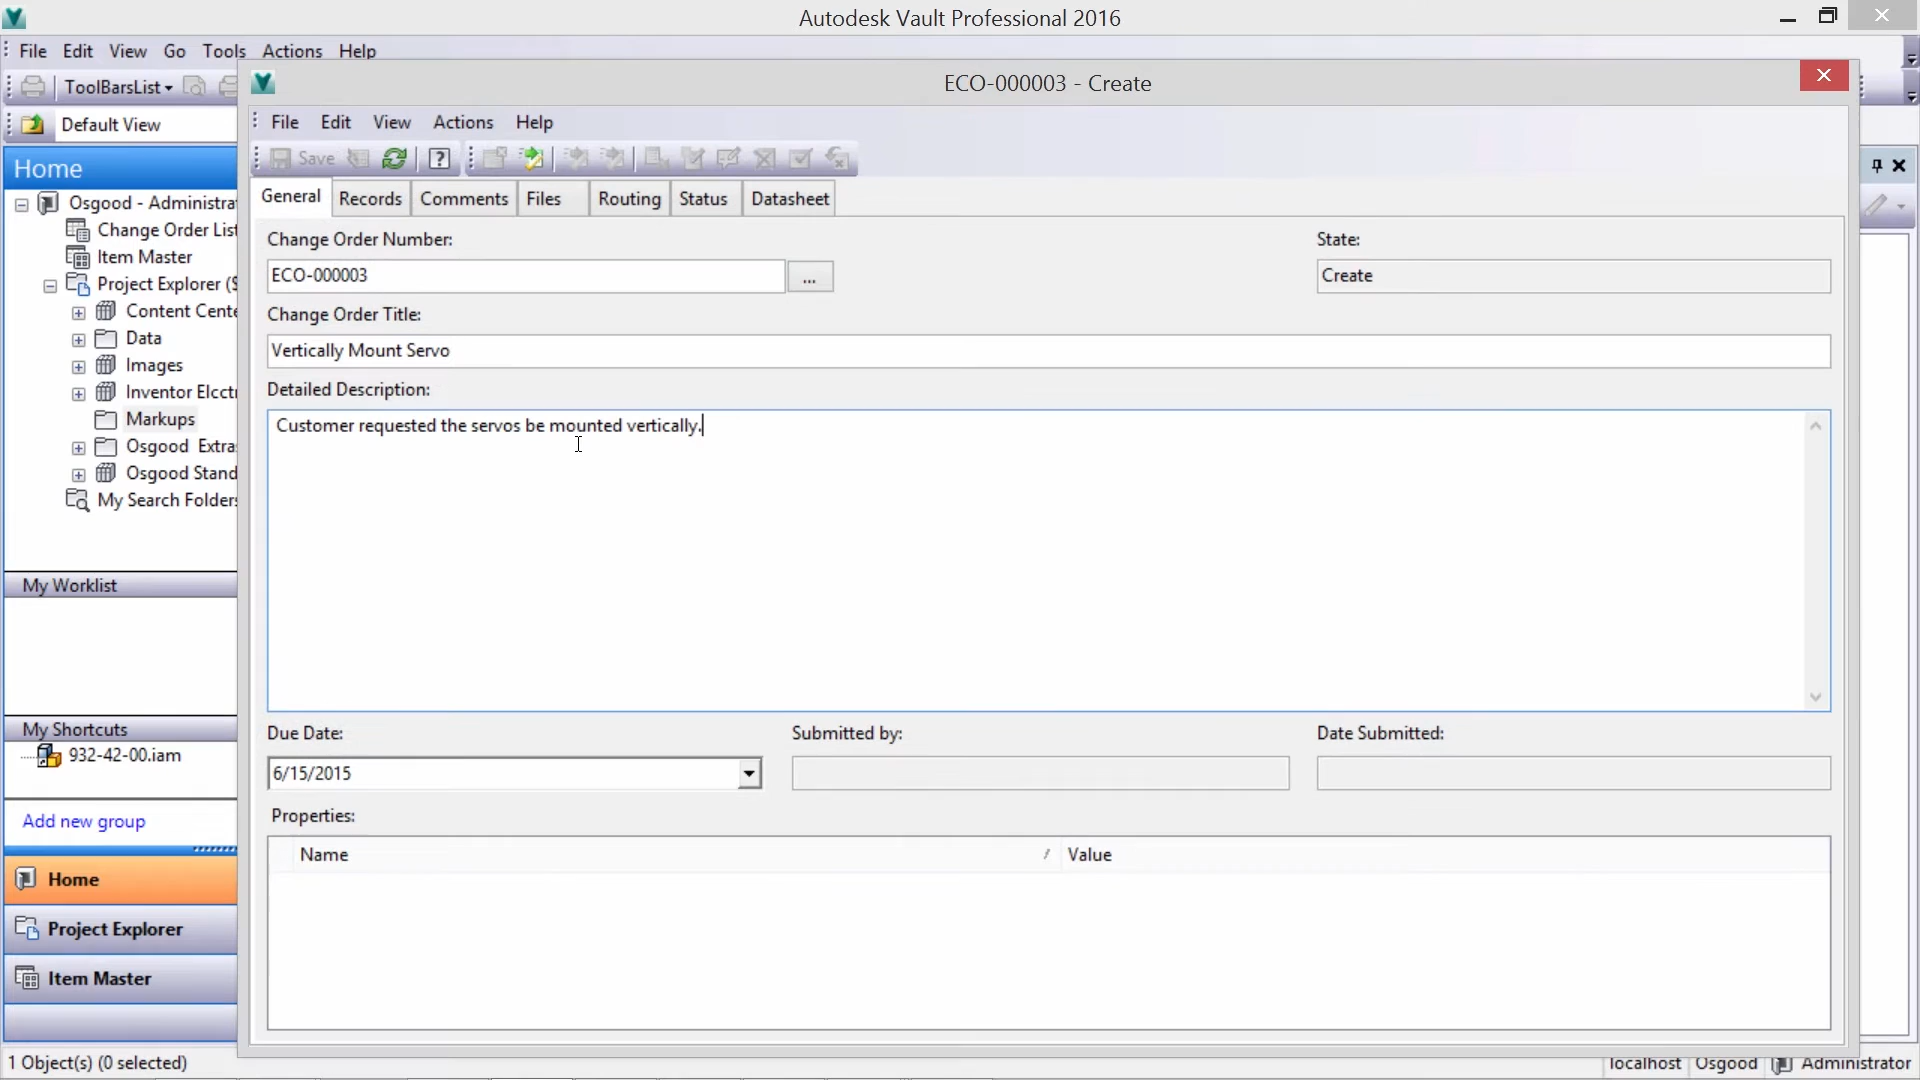 Autodesk Vault Professional 2016
File Edit View Go Tools Actions Help
ToolBarsList
Default View
Home
Osgood - Administra
Change Order List
Item Master
Project Explorer ($
Content Cente
Data
Images
Inventor Elect
Markups
Osgood Extra
Osgood Stand
My Search Folders
My Worklist
My Shortcuts
932-42-00.iam
Add new group
Home
Project Explorer
Item Master
1 Object(s) (0 selected)
ECO-000003 - Create
File Edit View Actions Help
Save
General Records Comments Files Routing Status Datasheet
Change Order Number:
State:
ECO-000003
...
Create
Change Order Title:
Vertically Mount Servo
Detailed Description:
Customer requested the servos be mounted vertically.
Due Date:
Submitted by:
Date Submitted:
6/15/2015
Properties:
Name
Value
localhost Osgood Administrator